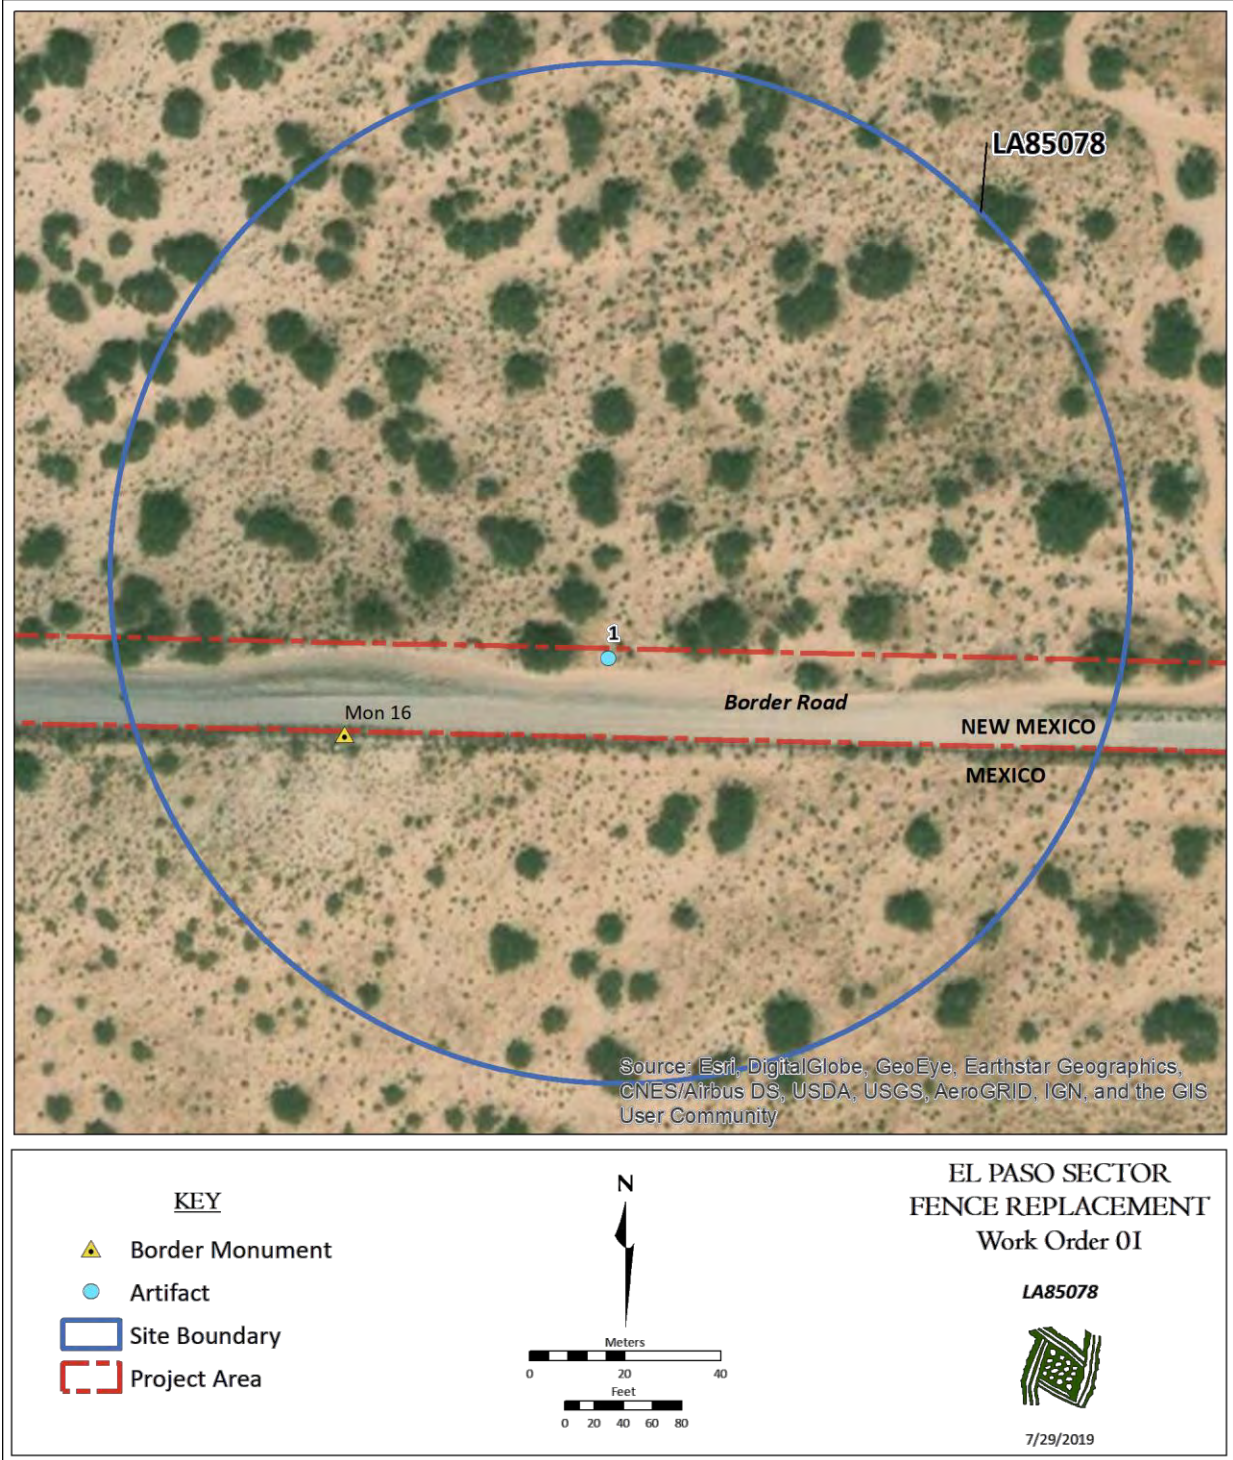 LA85078
1
Border Road
Mon 16
NEW MEXICO
MEXICO
Source: Esri, DigitalGlobe, GeoEye, Earthstar Geographics,
CNES/Airbus DS, USDA, USGS, AeroGRID, IGN, and the GIS
User Community
KEY
Border Monument
Artifact
Site Boundary
Project Area
N
Meters
0 20 40
Feet
0 20 40 60 80
EL PASO SECTOR
FENCE REPLACEMENT
Work Order 01
LA85078
7/29/2019